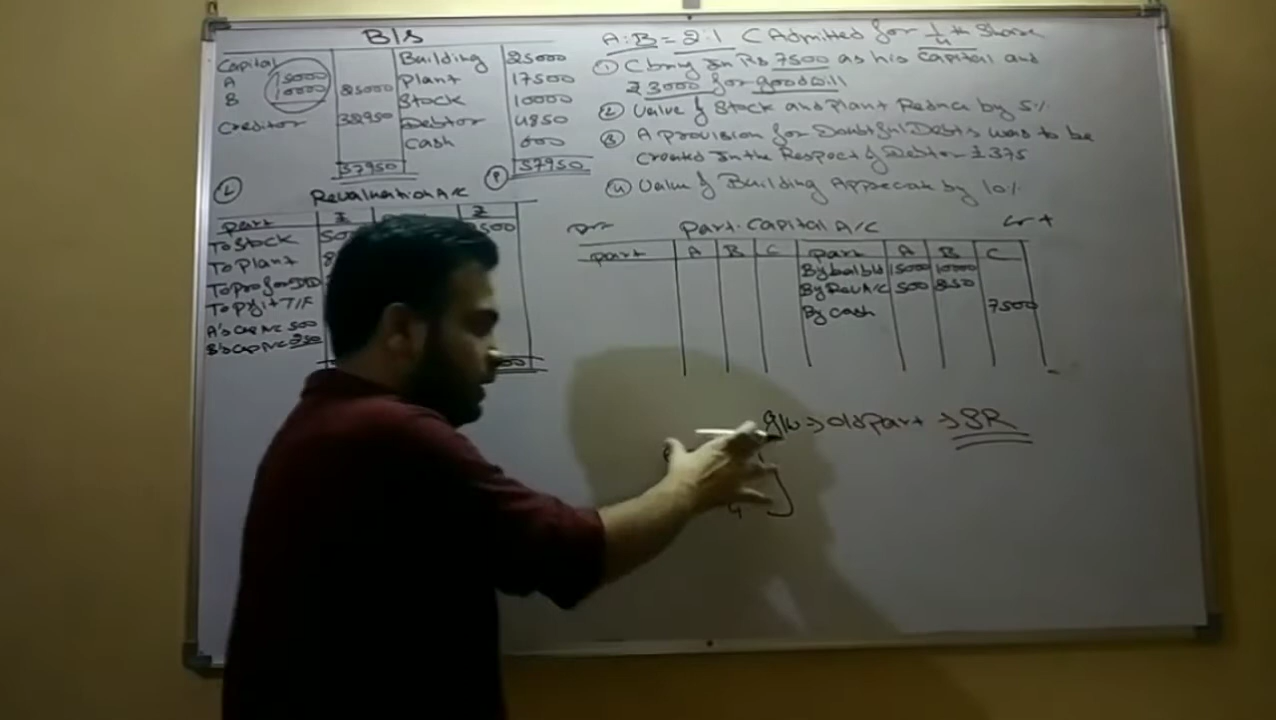 B/S
Capital Building 25000
A 15000 Plant 17500
B 10000 25000 Stock 10000
Creditor 32950 Debtor 4850
Cash 600
57950 57950
Revaluation A/c
part ₹ ₹
To Stock 500
To Plant
To pro for DD
To profit T/F
A's Cap A/c 500
B's Cap A/c 250
A:B = 2:1 C Admitted for 1/4th Share
① C bring in Rs 7500 as his capital and
₹ 3000 for goodwill
② Value of Stock and Plant Reduce by 5%
③ A provision for Doubtful Debts was to be
created In the Respect of Debtor ₹ 375
④ Value of Building Appreciate by 10%
Dr- part. Capital A/c Cr +
part A B C part A B C
By bal b/d 15000 10000
By Rev A/c 500 250
By cash 7500
g/w → old part → SR